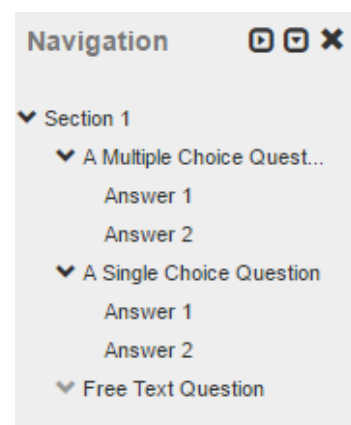 Navigation
Section 1
A Multiple Choice Quest...
Answer 1
Answer 2
A Single Choice Question
Answer 1
Answer 2
Free Text Question